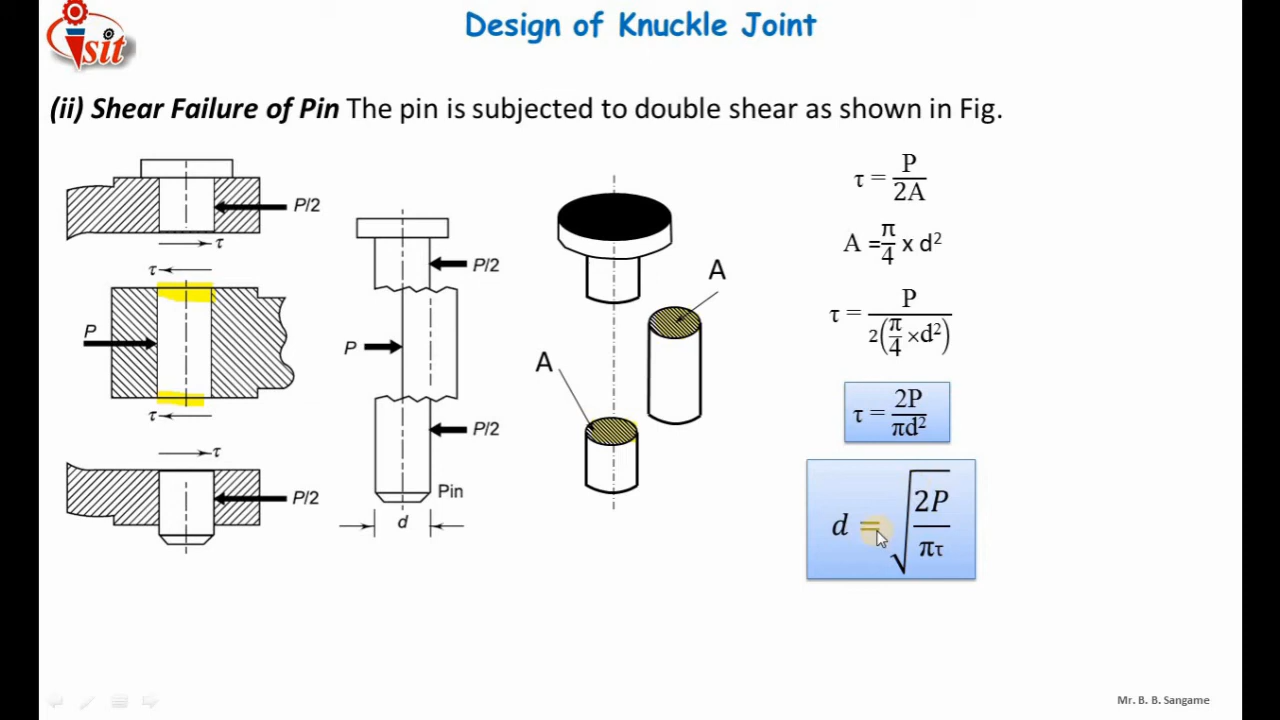 Design of Knuckle Joint
isit
(ii) Shear Failure of Pin The pin is subjected to double shear as shown in Fig.
P/2
τ
τ
P
τ
τ
P/2
P/2
P
P/2
Pin
d
A
A
τ = P/2A
A = π/4 x d²
τ = P/2(π/4 ×d²)
τ = 2P/πd²
d = √2P/πτ
Mr. B. B. Sangame